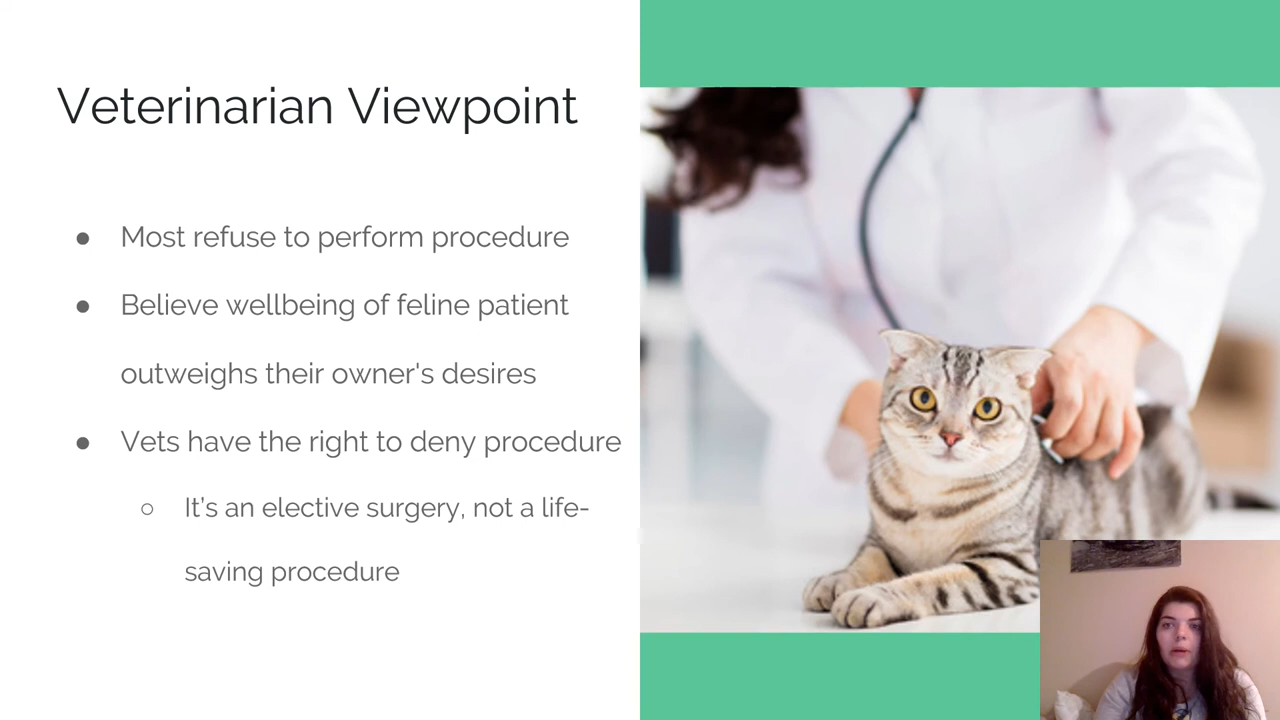 Veterinarian Viewpoint
● Most refuse to perform procedure
● Believe wellbeing of feline patient
outweighs their owner's desires
● Vets have the right to deny procedure
○ It’s an elective surgery, not a life-
saving procedure